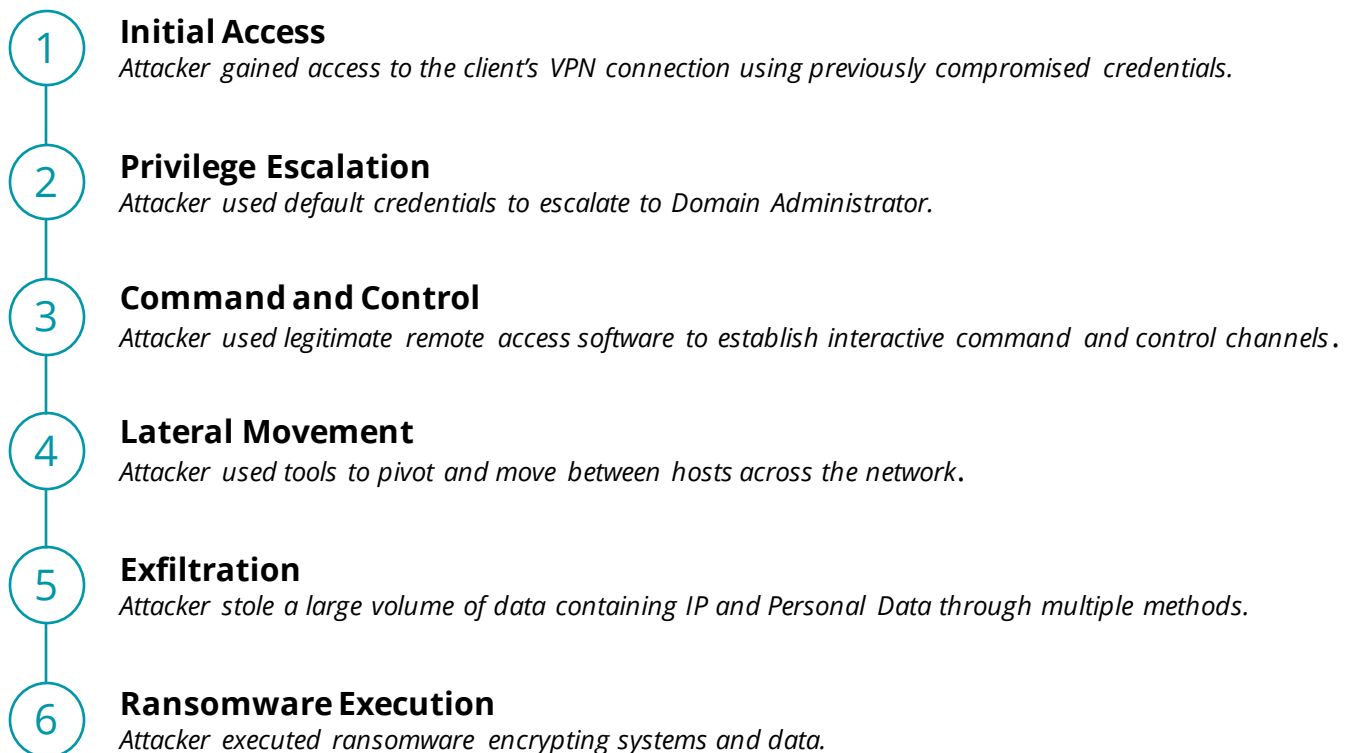 1
Initial Access
Attacker gained access to the client's VPN connection using previously compromised credentials.
2
Privilege Escalation
Attacker used default credentials to escalate to Domain Administrator.
3
Command and Control
Attacker used legitimate remote access software to establish interactive command and control channels.
4
Lateral Movement
Attacker used tools to pivot and move between hosts across the network.
5
Exfiltration
Attacker stole a large volume of data containing IP and Personal Data through multiple methods.
6
Ransomware Execution
Attacker executed ransomware encrypting systems and data.